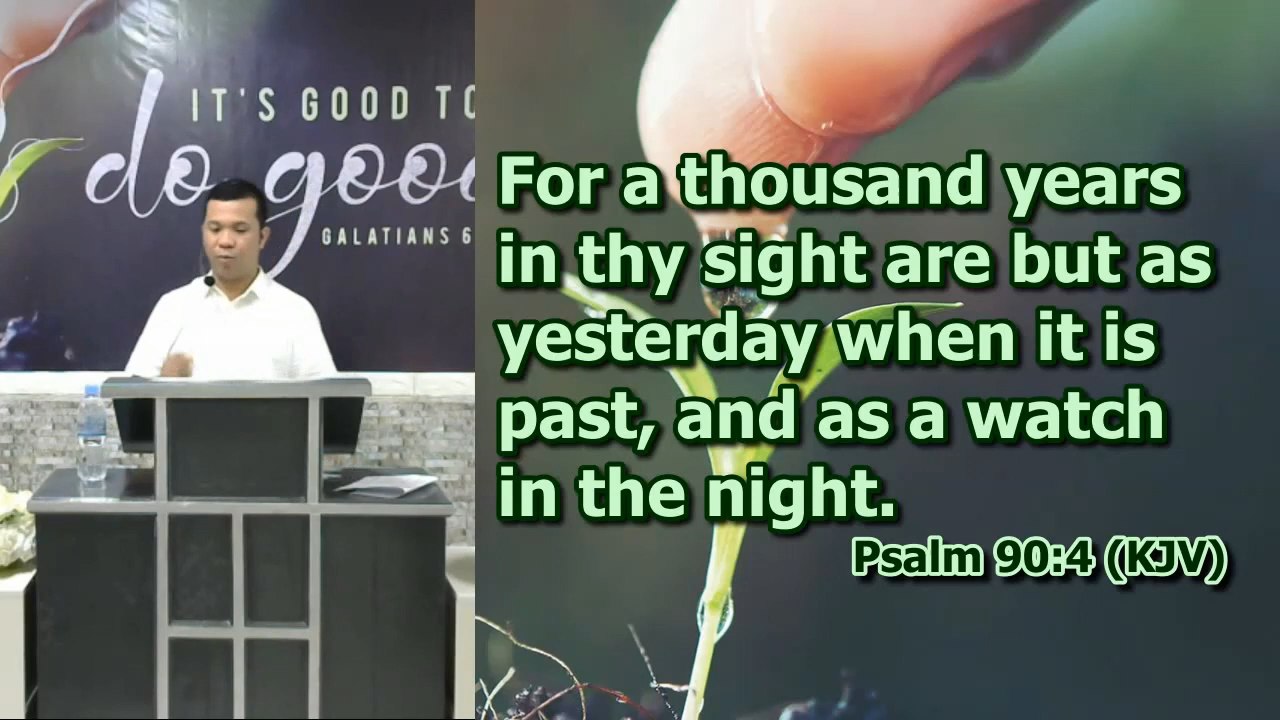 IT'S GOOD TO
do good
GALATIANS 6
For a thousand years
in thy sight are but as
yesterday when it is
past, and as a watch
in the night.
Psalm 90:4 (KJV)